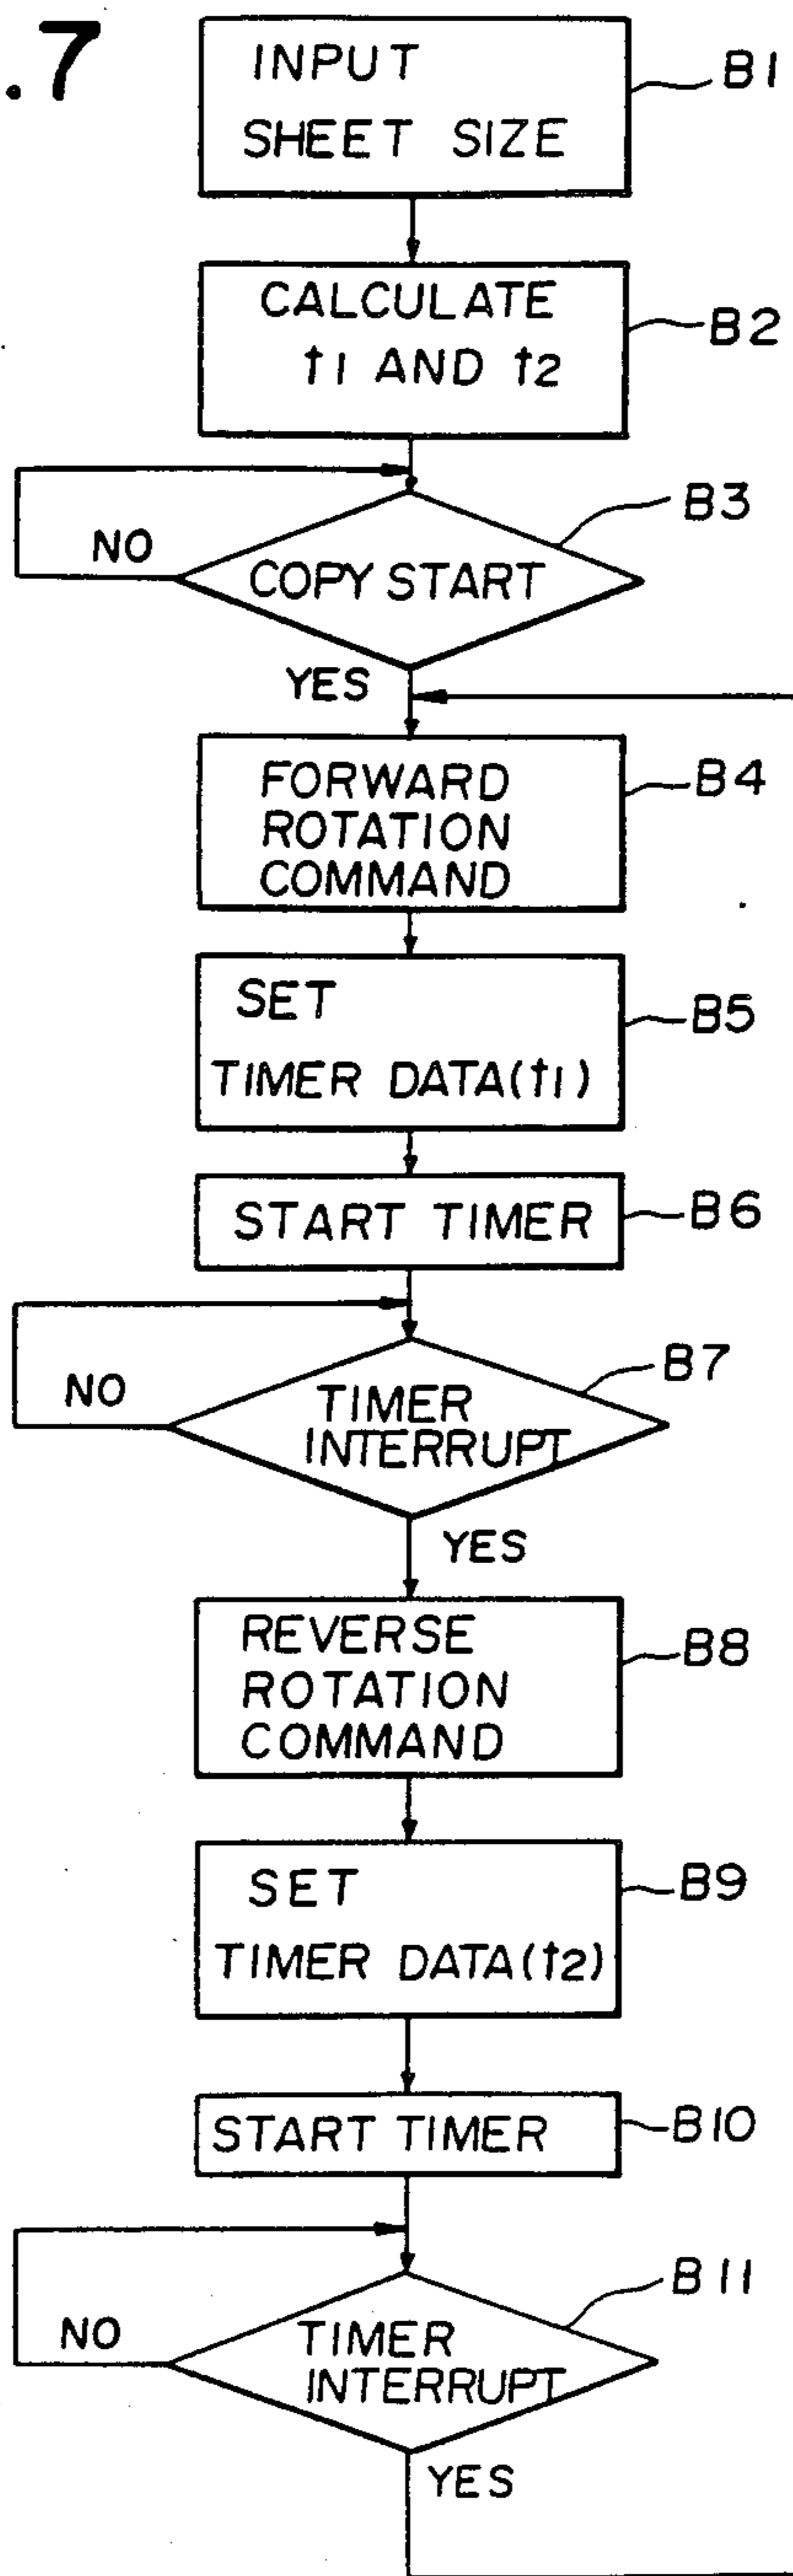 .7
INPUT
SHEET SIZE
B1
CALCULATE
t1 AND t2
B2
B3
NO
COPY START
YES
FORWARD
ROTATION
COMMAND
B4
SET
TIMER DATA(t1)
B5
START TIMER
B6
B7
NO
TIMER
INTERRUPT
YES
REVERSE
ROTATION
COMMAND
B8
SET
TIMER DATA(t2)
B9
START TIMER
B10
B11
NO
TIMER
INTERRUPT
YES